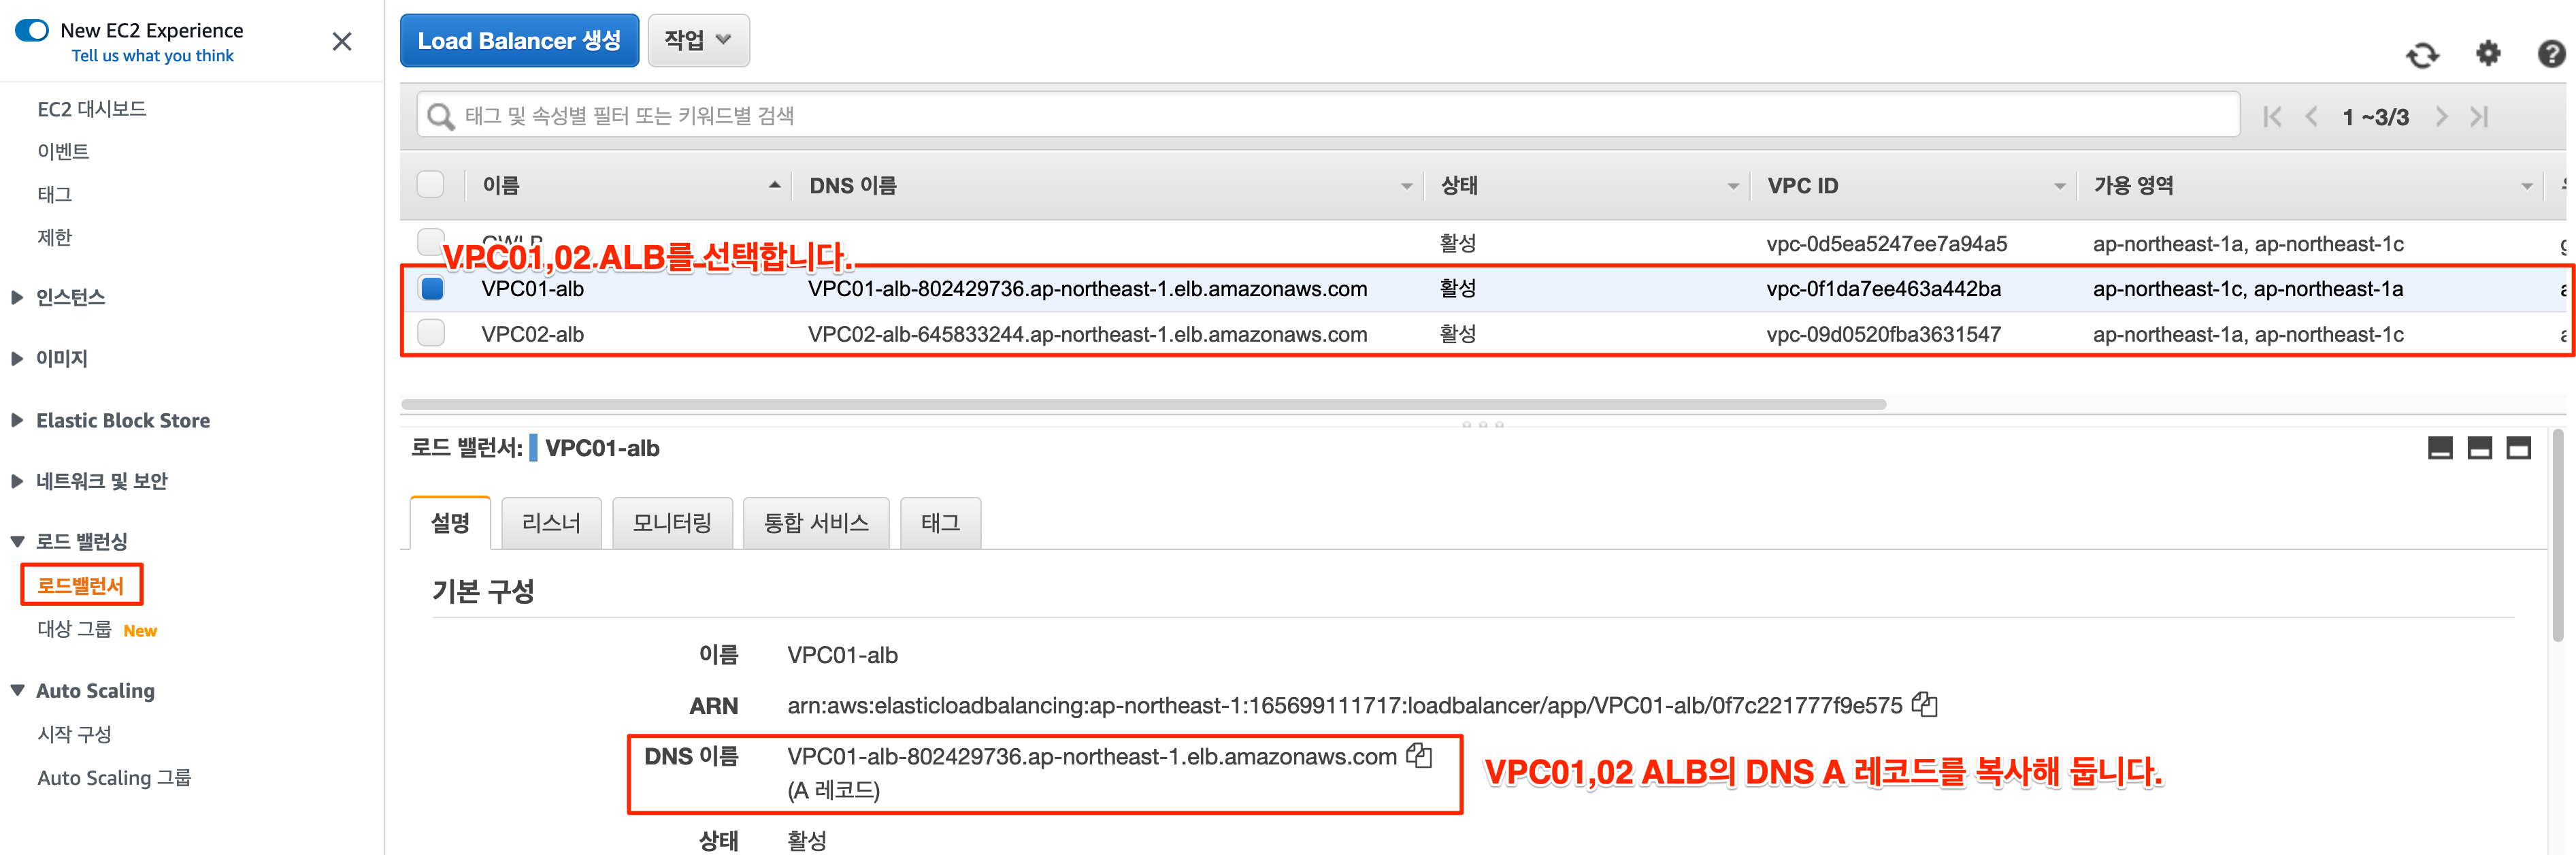 New EC2 Experience
Tell us what you think
EC2 대시보드
이벤트
태그
제한
인스턴스
이미지
Elastic Block Store
네트워크 및 보안
로드 밸런싱
로드밸런서
대상 그룹 New
Auto Scaling
시작 구성
Auto Scaling 그룹
Load Balancer 생성 작업
태그 및 속성별 필터 또는 키워드별 검색 1 ~3/3
이름 DNS 이름 상태 VPC ID 가용 영역
활성 vpc-0d5ea5247ee7a94a5 ap-northeast-1a, ap-northeast-1c
VPC01,02 ALB를 선택합니다.
VPC01-alb VPC01-alb-802429736.ap-northeast-1.elb.amazonaws.com 활성 vpc-0f1da7ee463a442ba ap-northeast-1c, ap-northeast-1a
VPC02-alb VPC02-alb-645833244.ap-northeast-1.elb.amazonaws.com 활성 vpc-09d0520fba3631547 ap-northeast-1a, ap-northeast-1c
로드 밸런서: VPC01-alb
설명 리스너 모니터링 통합 서비스 태그
기본 구성
이름 VPC01-alb
ARN arn:aws:elasticloadbalancing:ap-northeast-1:165699111717:loadbalancer/app/VPC01-alb/0f7c221777f9e575
DNS 이름 VPC01-alb-802429736.ap-northeast-1.elb.amazonaws.com
(A 레코드)
VPC01,02 ALB의 DNS A 레코드를 복사해 둡니다.
상태 활성